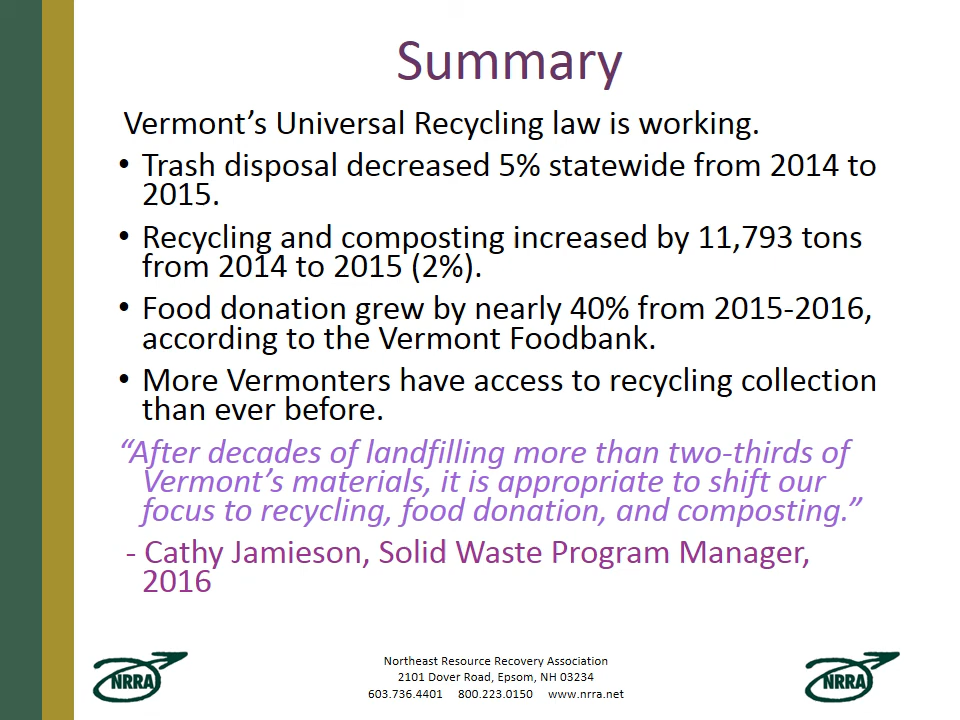 Summary
Vermont’s Universal Recycling law is working.
• Trash disposal decreased 5% statewide from 2014 to
2015.
• Recycling and composting increased by 11,793 tons
from 2014 to 2015 (2%).
• Food donation grew by nearly 40% from 2015-2016,
according to the Vermont Foodbank.
• More Vermonters have access to recycling collection
than ever before.
“After decades of landfilling more than two-thirds of
Vermont’s materials, it is appropriate to shift our
focus to recycling, food donation, and composting.”
- Cathy Jamieson, Solid Waste Program Manager,
2016
NRRA
Northeast Resource Recovery Association
2101 Dover Road, Epsom, NH 03234
603.736.4401 800.223.0150 www.nrra.net
NRRA